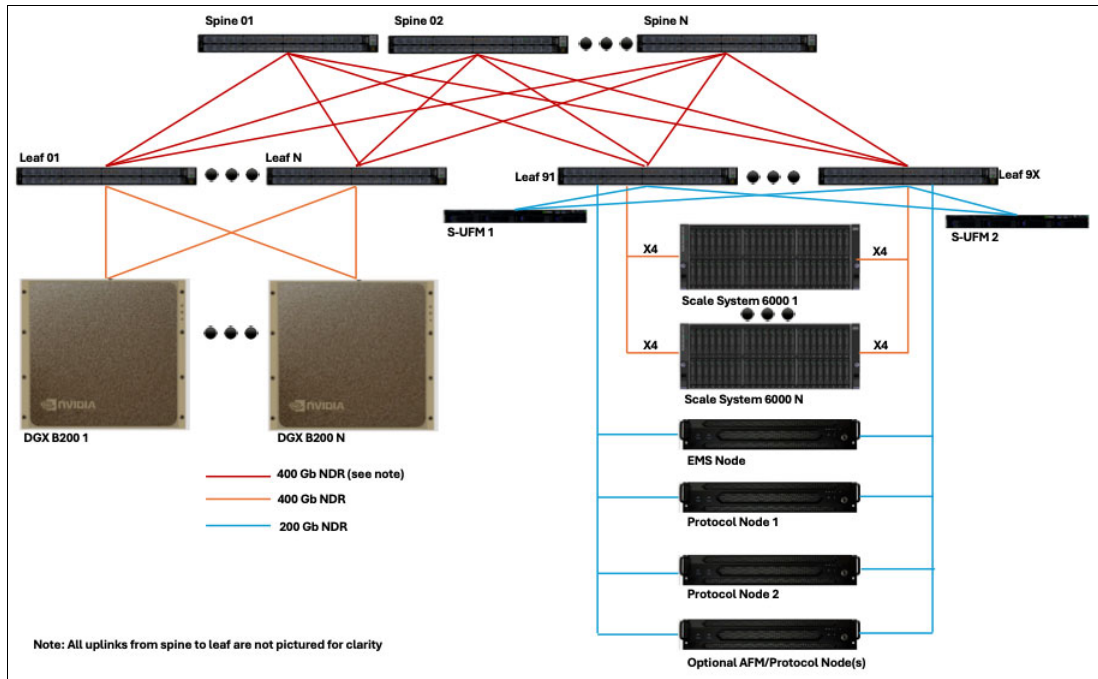 Spine 01
Spine 02
Spine N
Leaf 01
Leaf N
Leaf 91
Leaf 9X
S-UFM 1
S-UFM 2
X4
X4
Scale System 6000 1
X4
X4
Scale System 6000 N
NVIDIA
NVIDIA
DGX B200 1
DGX B200 N
EMS Node
400 Gb NDR (see note)
400 Gb NDR
200 Gb NDR
Protocol Node 1
Protocol Node 2
Note: All uplinks from spine to leaf are not pictured for clarity
Optional AFM/Protocol Node(s)